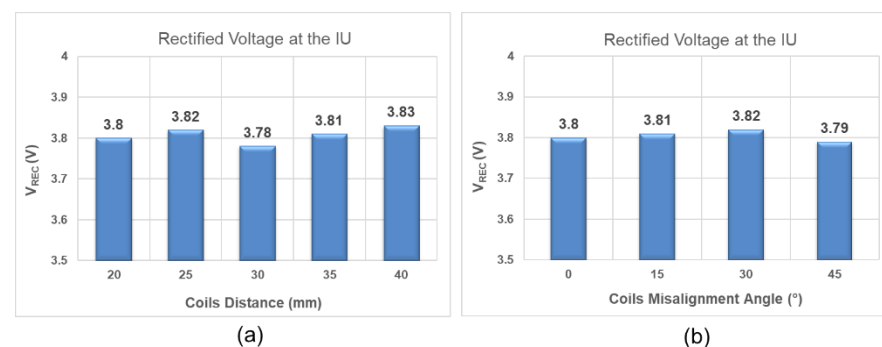 Rectified Voltage at the IU
4
3.9
3.8
3.7
3.6
3.5
V_REC (V)
3.8
3.82
3.78
3.81
3.83
20 25 30 35 40
Coils Distance (mm)
(a)
Rectified Voltage at the IU
4
3.9
3.8
3.7
3.6
3.5
V_REC (V)
3.8
3.81
3.82
3.79
0 15 30 45
Coils Misalignment Angle (°)
(b)